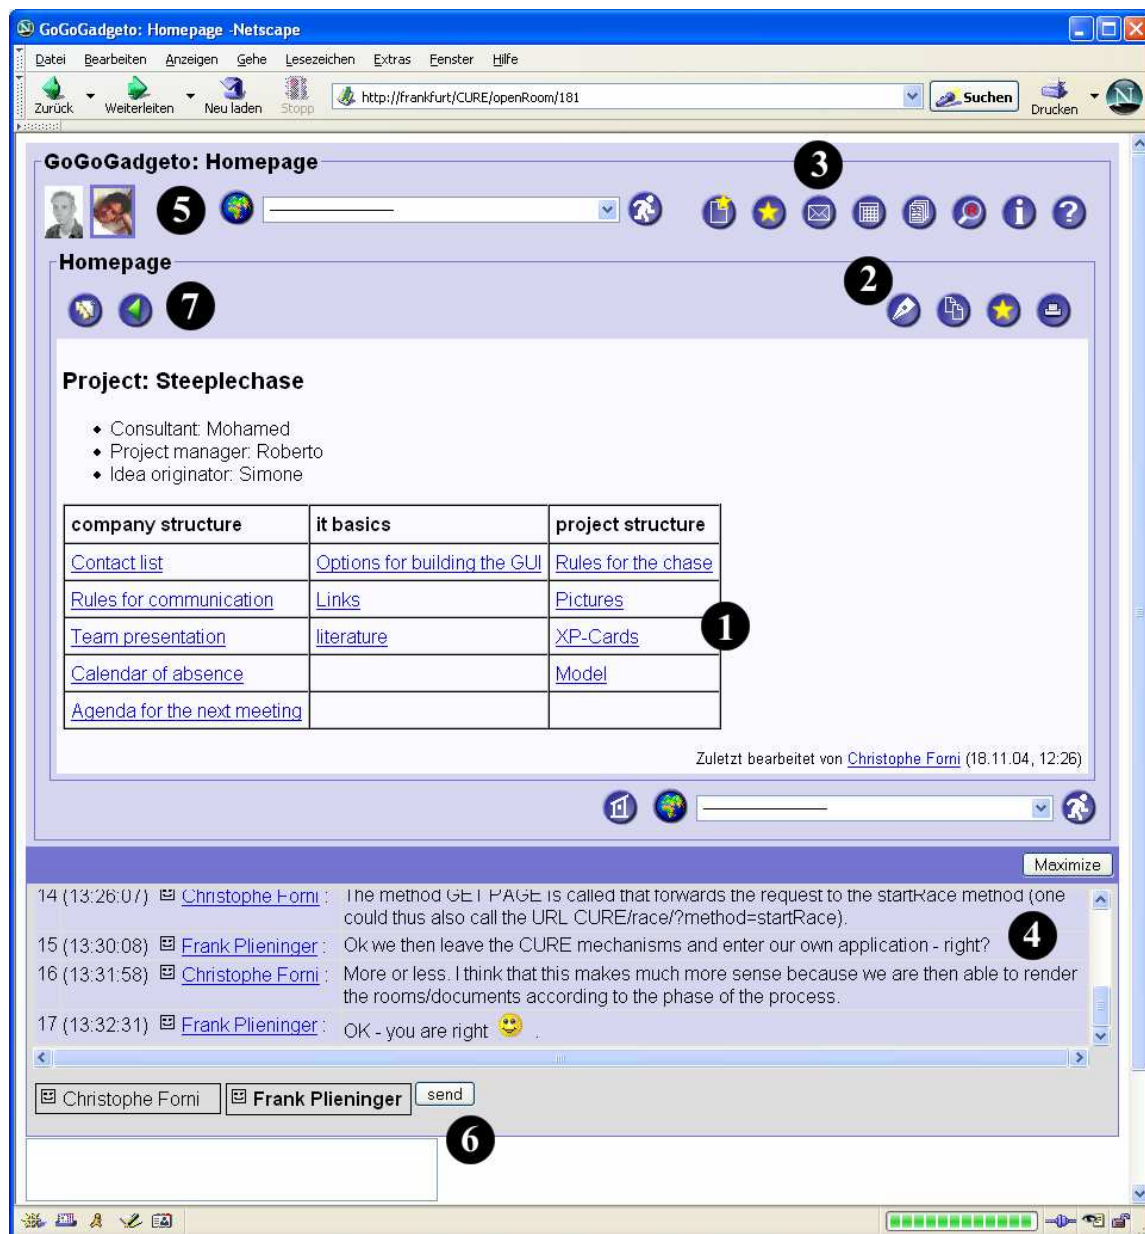 GoGoGadgeto: Homepage -Netscape
Datei Bearbeiten Anzeigen Gehe Lesezeichen Extras Fenster Hilfe
Zurück Weiterleiten Neu laden Stopp http://frankfurt/CURE/openRoom/181 Suchen Drucken N
GoGoGadgeto: Homepage
3
5
Homepage
2
7
Project: Steeplechase
• Consultant: Mohamed
• Project manager: Roberto
• Idea originator: Simone
company structure it basics project structure
Contact list Options for building the GUI Rules for the chase
Rules for communication Links Pictures
1
Team presentation literature XP-Cards
Calendar of absence Model
Agenda for the next meeting
Zuletzt bearbeitet von Christophe Forni (18.11.04, 12:26)
Maximize
14 (13:26:07) Christophe Forni : The method GET PAGE is called that forwards the request to the startRace method (one
could thus also call the URL CURE/race/?method=startRace).
4
15 (13:30:08) Frank Plieninger : Ok we then leave the CURE mechanisms and enter our own application - right?
16 (13:31:58) Christophe Forni : More or less. I think that this makes much more sense because we are then able to render
the rooms/documents according to the phase of the process.
17 (13:32:31) Frank Plieninger : OK - you are right .
Christophe Forni Frank Plieninger send
6